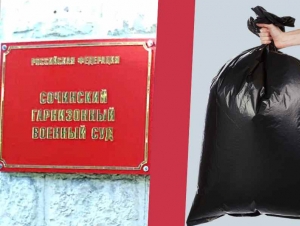 РОССИЙСКАЯ ФЕДЕРАЦИЯ
СОЧИНСКИЙ
ГАРНИЗОННЫЙ
ВОЕННЫЙ СУД